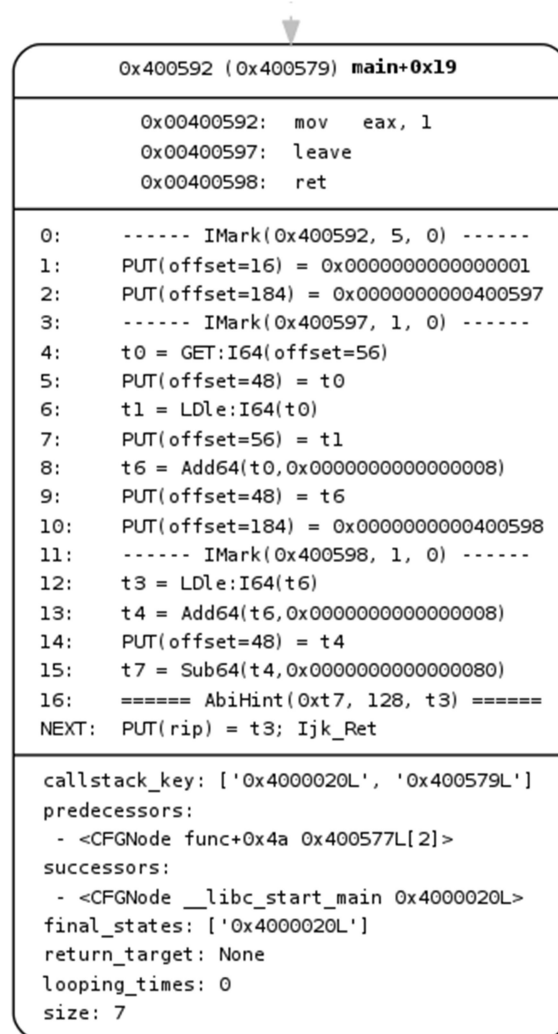 0x400592 (0x400579) main+0x19
0x00400592: mov eax, 1
0x00400597: leave
0x00400598: ret
0: ------ IMark(0x400592, 5, 0) ------
1: PUT(offset=16) = 0x0000000000000001
2: PUT(offset=184) = 0x0000000000400597
3: ------ IMark(0x400597, 1, 0) ------
4: t0 = GET:I64(offset=56)
5: PUT(offset=48) = t0
6: t1 = LDle:I64(t0)
7: PUT(offset=56) = t1
8: t6 = Add64(t0,0x0000000000000008)
9: PUT(offset=48) = t6
10: PUT(offset=184) = 0x0000000000400598
11: ------ IMark(0x400598, 1, 0) ------
12: t3 = LDle:I64(t6)
13: t4 = Add64(t6,0x0000000000000008)
14: PUT(offset=48) = t4
15: t7 = Sub64(t4,0x0000000000000080)
16: ====== AbiHint(0xt7, 128, t3) ======
NEXT: PUT(rip) = t3; Ijk_Ret
callstack_key: ['0x4000020L', '0x400579L']
predecessors:
- <CFGNode func+0x4a 0x400577L[2]>
successors:
- <CFGNode __libc_start_main 0x4000020L>
final_states: ['0x4000020L']
return_target: None
looping_times: 0
size: 7